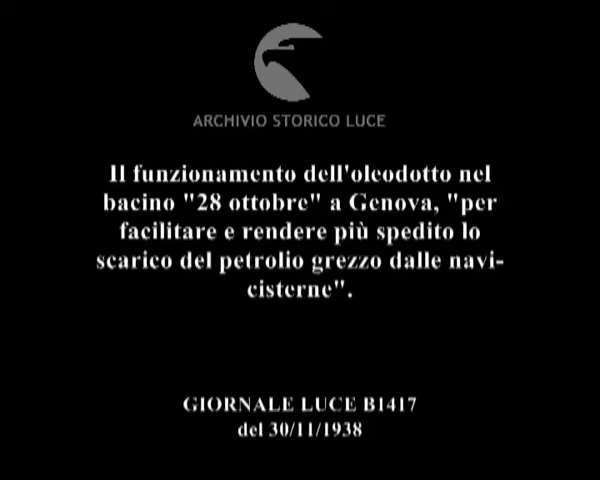 ARCHIVIO STORICO LUCE
Il funzionamento dell'oleodotto nel
bacino "28 ottobre" a Genova, "per
facilitare e rendere più spedito lo
scarico del petrolio grezzo dalle navi-
cisterne".
GIORNALE LUCE B1417
del 30/11/1938